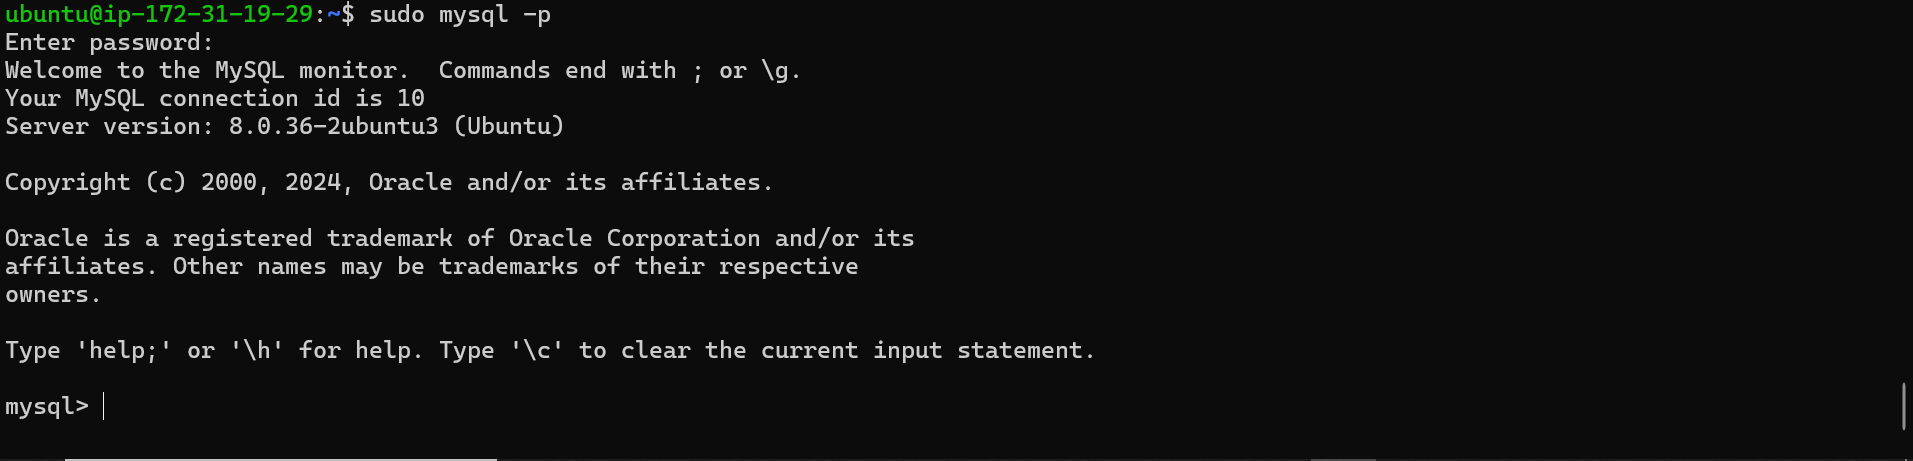 ubuntu@ip-172-31-19-29:~$ sudo mysql -p
Enter password:
Welcome to the MySQL monitor.  Commands end with ; or \g.
Your MySQL connection id is 10
Server version: 8.0.36-2ubuntu3 (Ubuntu)

Copyright (c) 2000, 2024, Oracle and/or its affiliates.

Oracle is a registered trademark of Oracle Corporation and/or its
affiliates. Other names may be trademarks of their respective
owners.

Type 'help;' or '\h' for help. Type '\c' to clear the current input statement.

mysql>